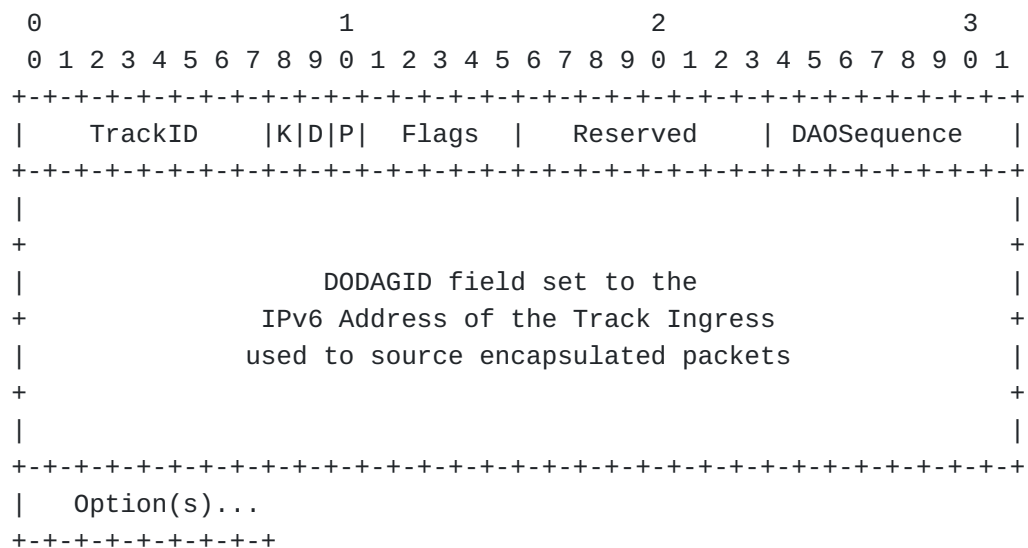 0                   1                   2                   3
 0 1 2 3 4 5 6 7 8 9 0 1 2 3 4 5 6 7 8 9 0 1 2 3 4 5 6 7 8 9 0 1
+-+-+-+-+-+-+-+-+-+-+-+-+-+-+-+-+-+-+-+-+-+-+-+-+-+-+-+-+-+-+-+-+
|    TrackID    |K|D|P|  Flags  |   Reserved    | DAOSequence   |
+-+-+-+-+-+-+-+-+-+-+-+-+-+-+-+-+-+-+-+-+-+-+-+-+-+-+-+-+-+-+-+-+
|                                                               |
+                                                               +
|                   DODAGID field set to the                    |
+               IPv6 Address of the Track Ingress               +
|              used to source encapsulated packets              |
+                                                               +
|                                                               |
+-+-+-+-+-+-+-+-+-+-+-+-+-+-+-+-+-+-+-+-+-+-+-+-+-+-+-+-+-+-+-+-+
|   Option(s)...
+-+-+-+-+-+-+-+-+